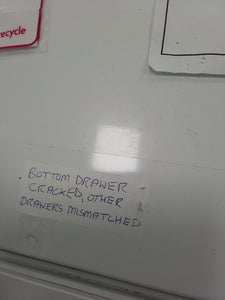 recycle
BOTTOM DRAWER
CRACKED, OTHER
DRAWERS MISMATCHED